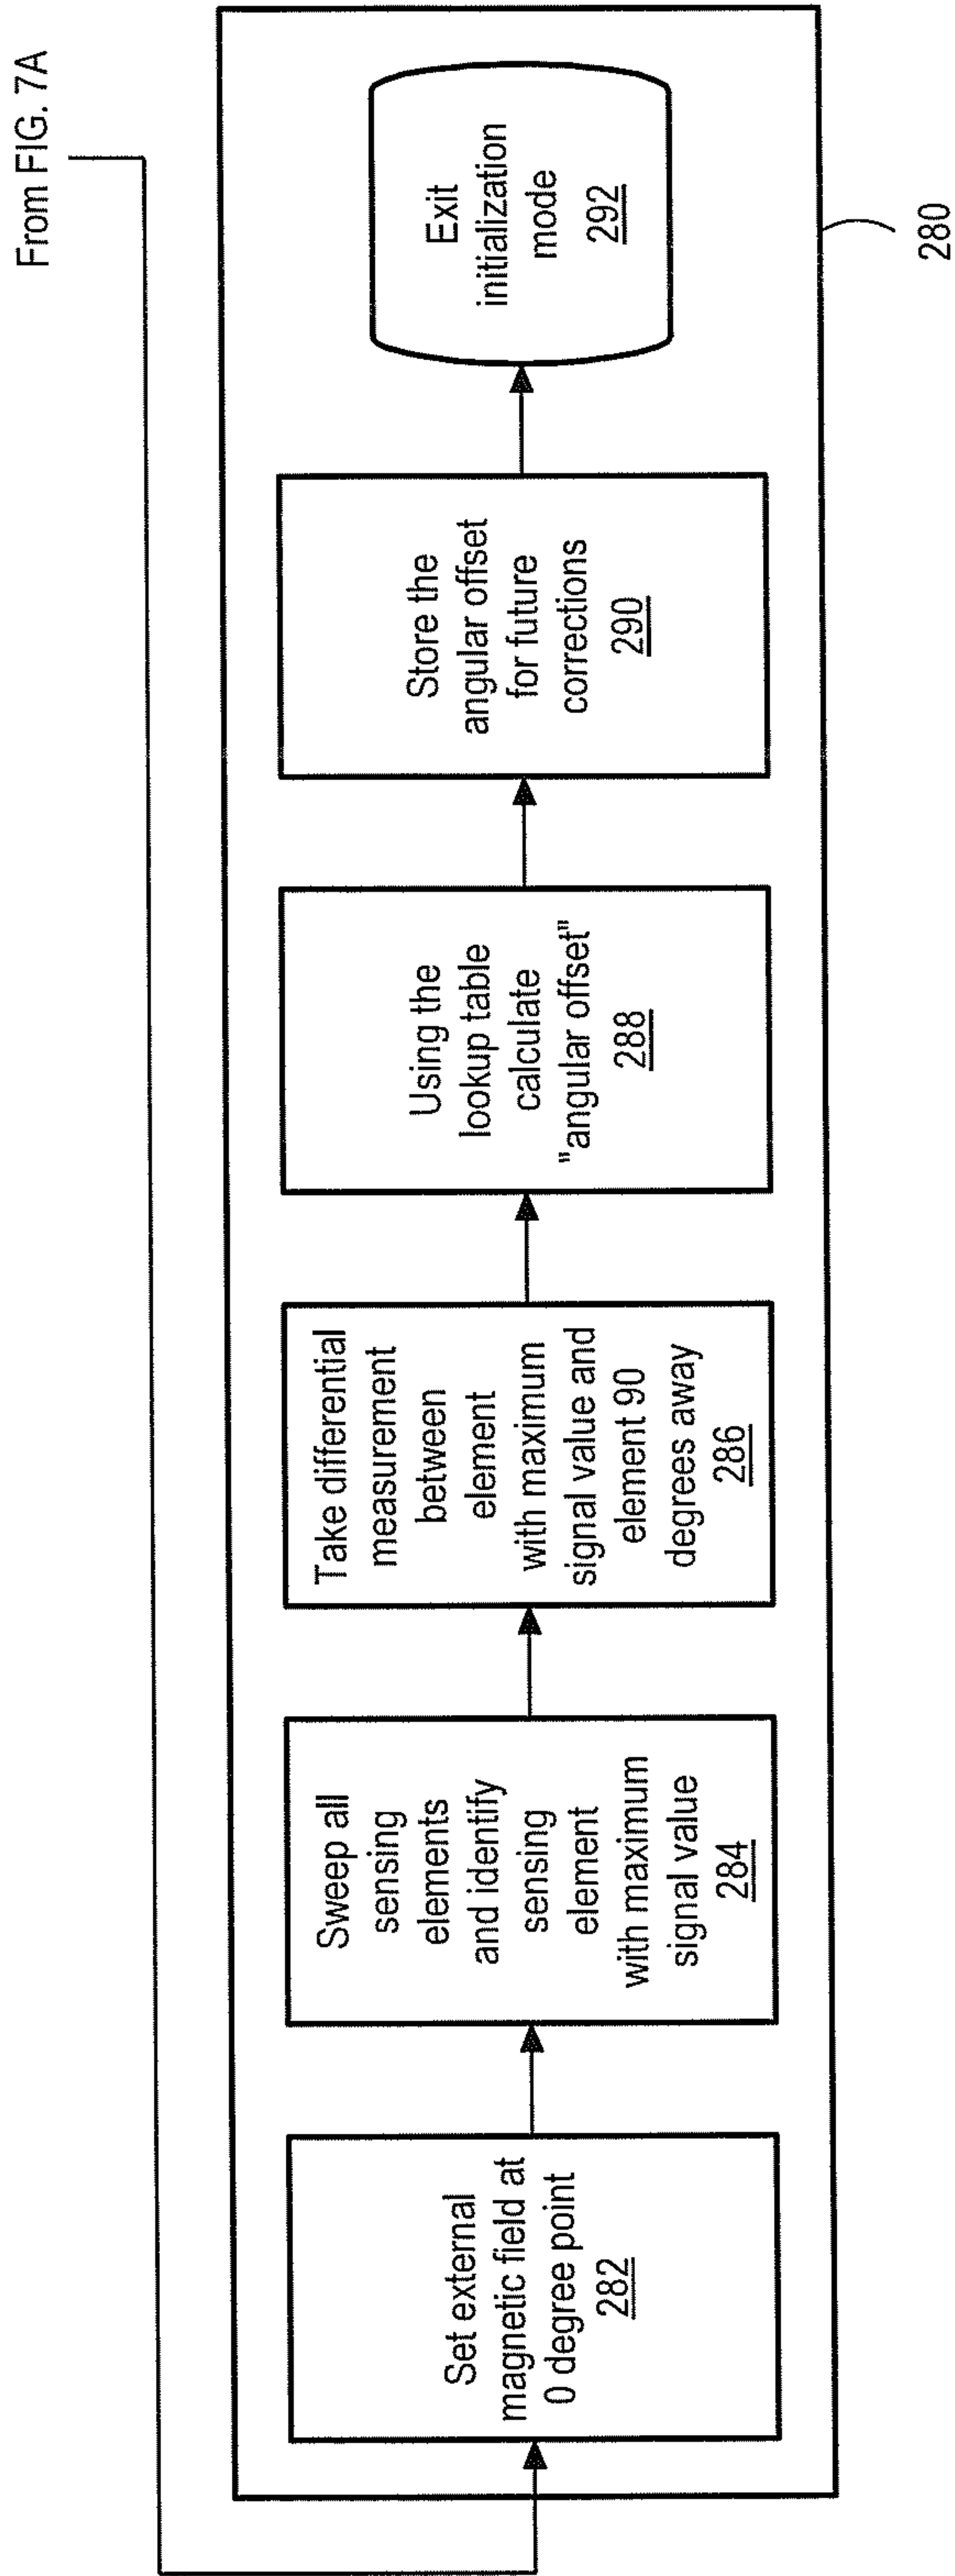 From FIG. 7A
Set external
magnetic field at
0 degree point
282
Sweep all
sensing
elements
and identify
sensing
element
with maximum
signal value
284
Take differential
measurement
between
element
with maximum
signal value and
element 90
degrees away
286
Using the
lookup table
calculate
"angular offset"
288
Store the
angular offset
for future
corrections
290
Exit
initialization
mode
292
280